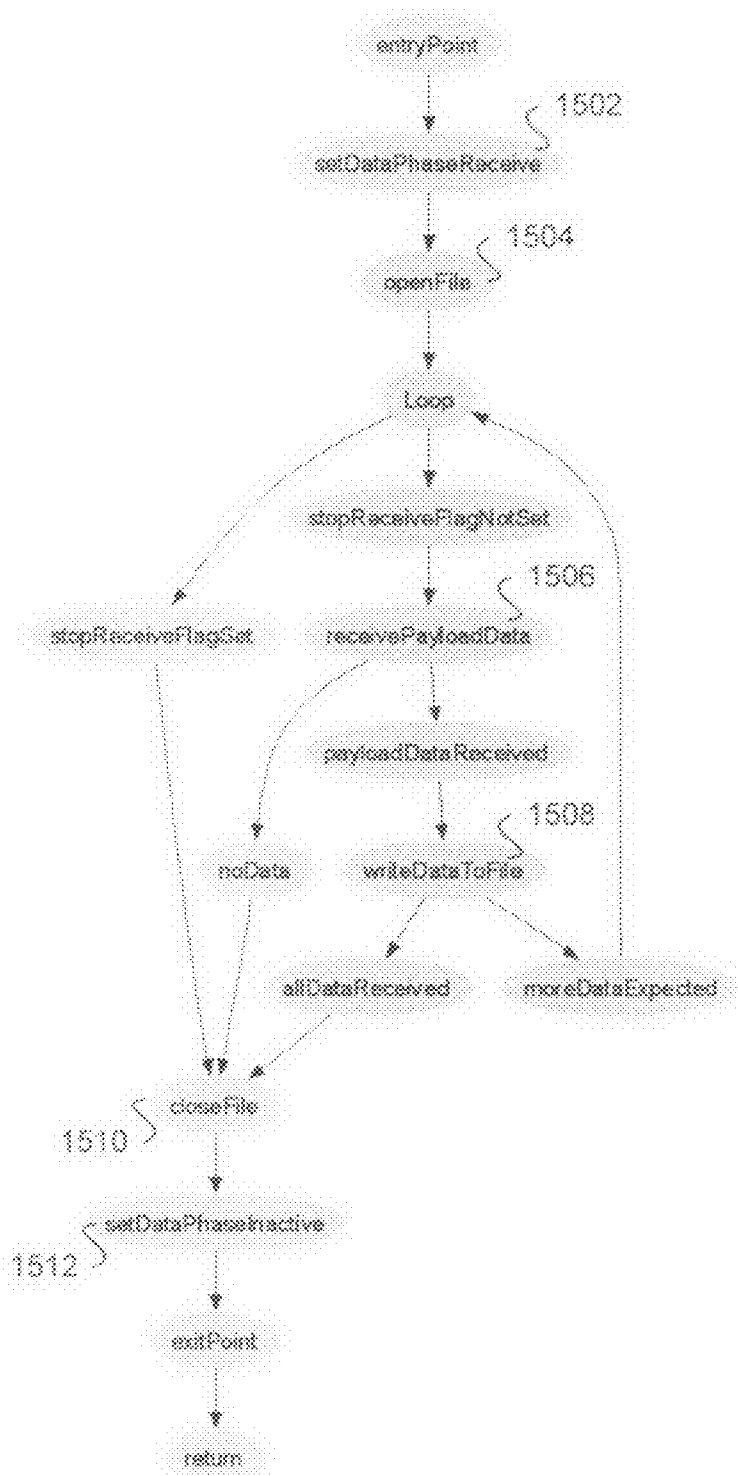 entryPoint
1502
setDataPhaseReceive
1504
openFile
Loop
stopReceiveFlagNotSet
1506
stopReceiveFlagSet
receivePayloadData
payloadDataReceived
1508
noData
writeDataToFile
allDataReceived
moreDataExpected
closeFile
1510
setDataPhaseInactive
1512
exitPoint
return